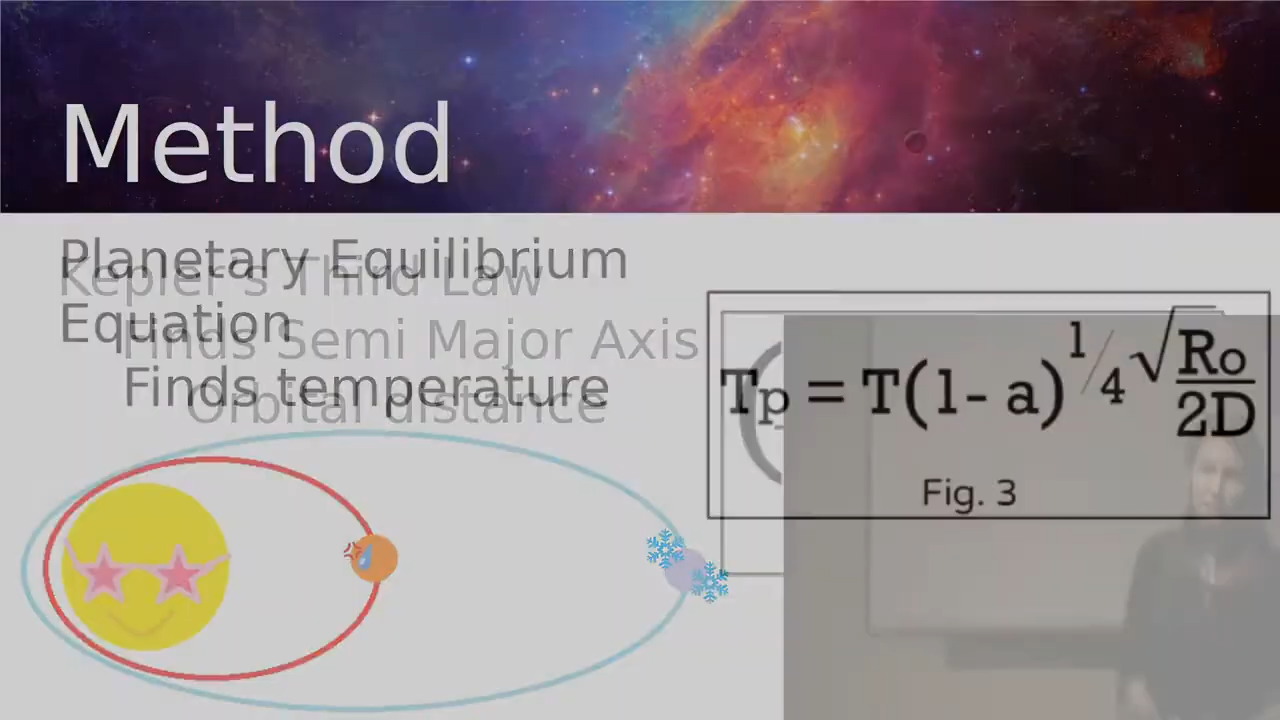 Method
Planetary Equilibrium
Equation
Finds temperature
Kepler's Third Law
Finds Semi Major Axis
Orbital distance
Tp = T(1- a)^1/4 √Ro/2D
Fig. 3